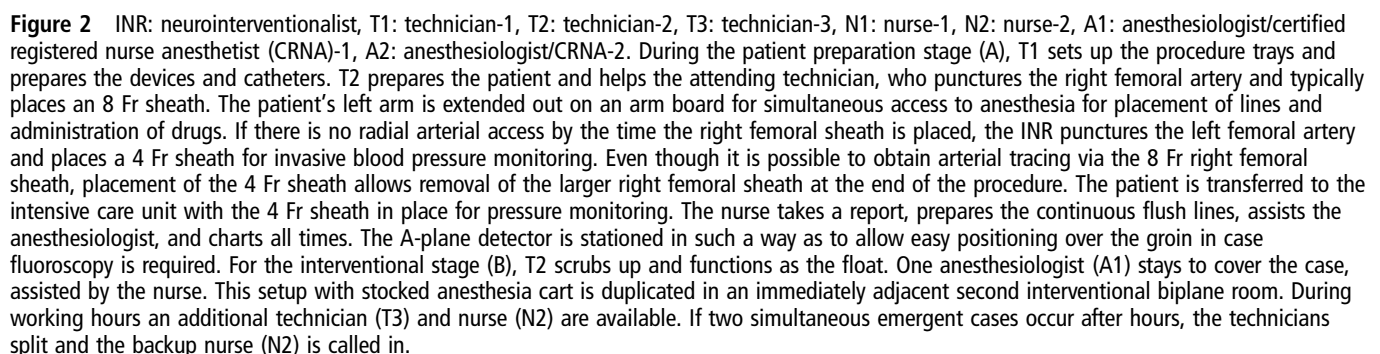 Figure 2 INR: neurointerventionalist, T1: technician-1, T2: technician-2, T3: technician-3, N1: nurse-1, N2: nurse-2, A1: anesthesiologist/certified
registered nurse anesthetist (CRNA)-1, A2: anesthesiologist/CRNA-2. During the patient preparation stage (A), T1 sets up the procedure trays and
prepares the devices and catheters. T2 prepares the patient and helps the attending technician, who punctures the right femoral artery and typically
places an 8 Fr sheath. The patient's left arm is extended out on an arm board for simultaneous access to anesthesia for placement of lines and
administration of drugs. If there is no radial arterial access by the time the right femoral sheath is placed, the INR punctures the left femoral artery
and places a 4 Fr sheath for invasive blood pressure monitoring. Even though it is possible to obtain arterial tracing via the 8 Fr right femoral
sheath, placement of the 4 Fr sheath allows removal of the larger right femoral sheath at the end of the procedure. The patient is transferred to the
intensive care unit with the 4 Fr sheath in place for pressure monitoring. The nurse takes a report, prepares the continuous flush lines, assists the
anesthesiologist, and charts all times. The A-plane detector is stationed in such a way as to allow easy positioning over the groin in case
fluoroscopy is required. For the interventional stage (B), T2 scrubs up and functions as the float. One anesthesiologist (A1) stays to cover the case,
assisted by the nurse. This setup with stocked anesthesia cart is duplicated in an immediately adjacent second interventional biplane room. During
working hours an additional technician (T3) and nurse (N2) are available. If two simultaneous emergent cases occur after hours, the technicians
split and the backup nurse (N2) is called in.